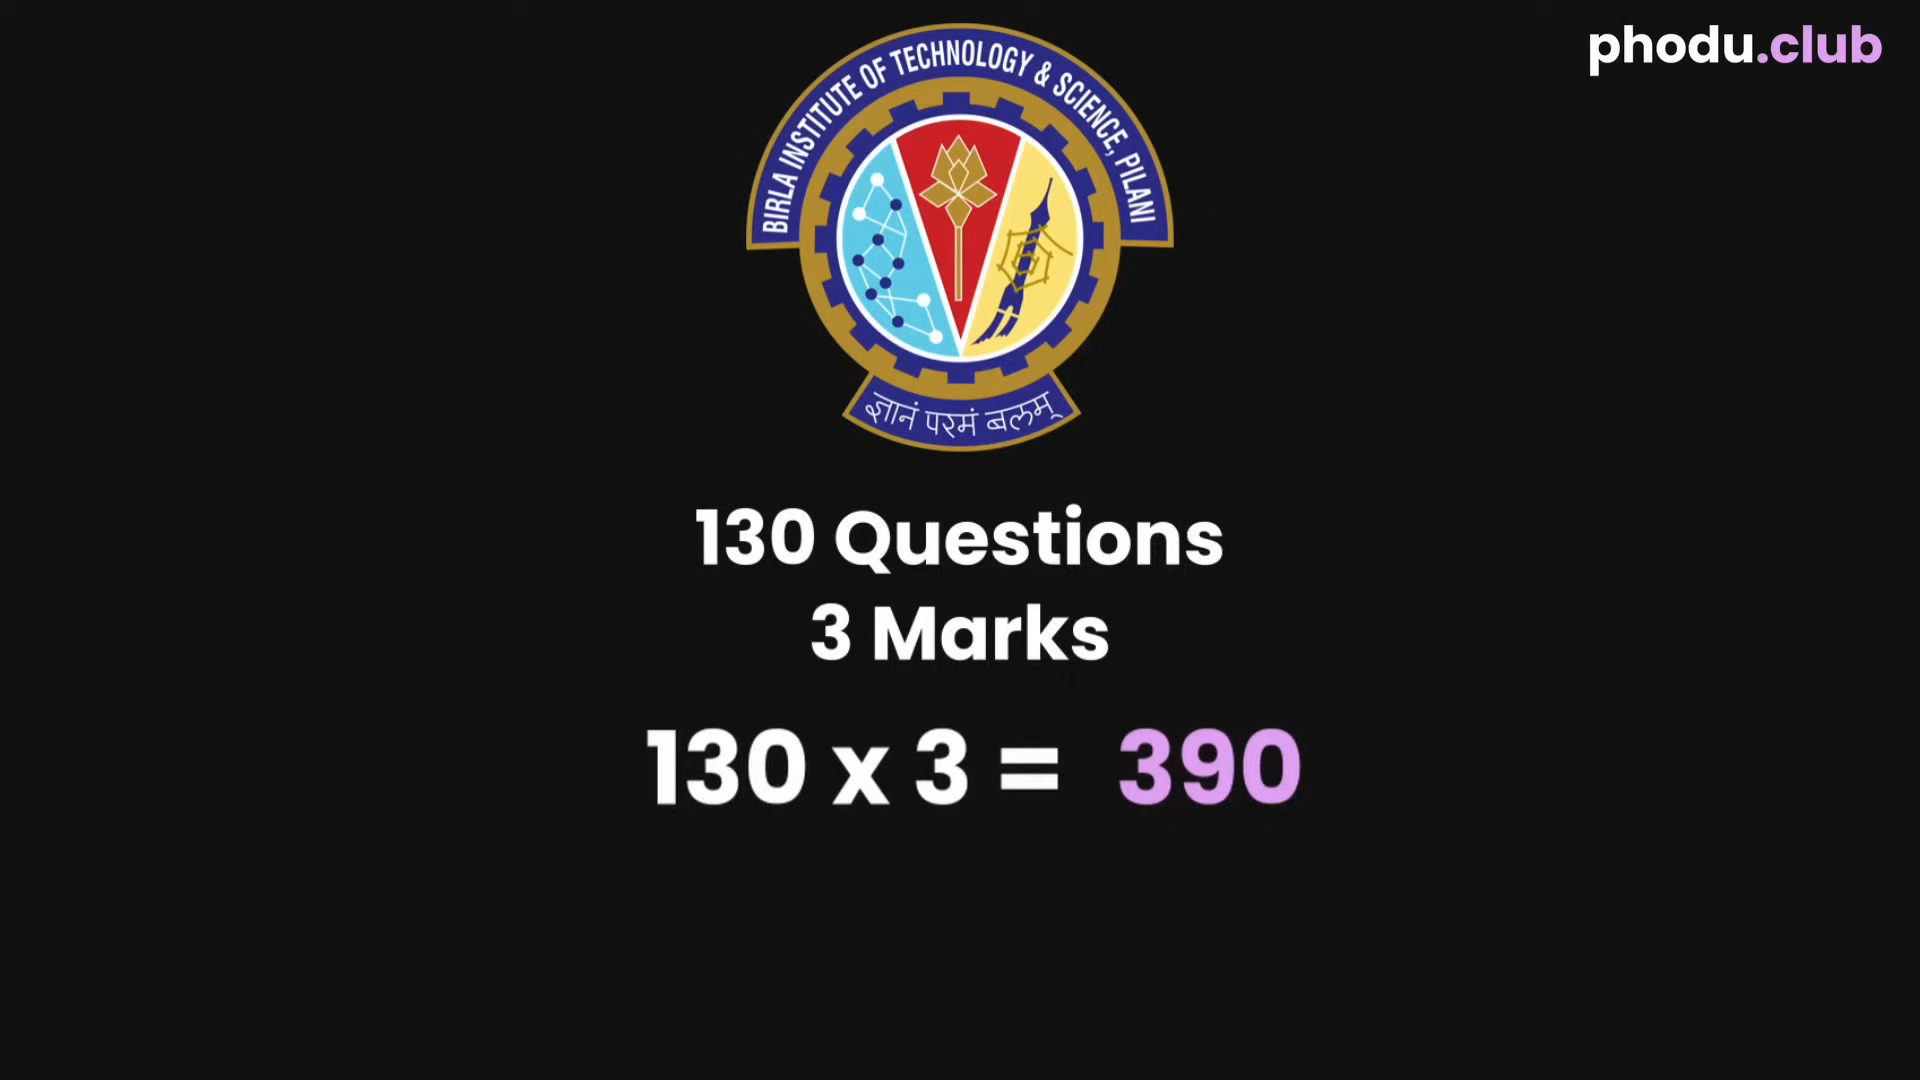 phodu.club
BIRLA INSTITUTE OF TECHNOLOGY & SCIENCE, PILANI
ज्ञानं परमं बलम्
130 Questions
3 Marks
130 x 3 = 390